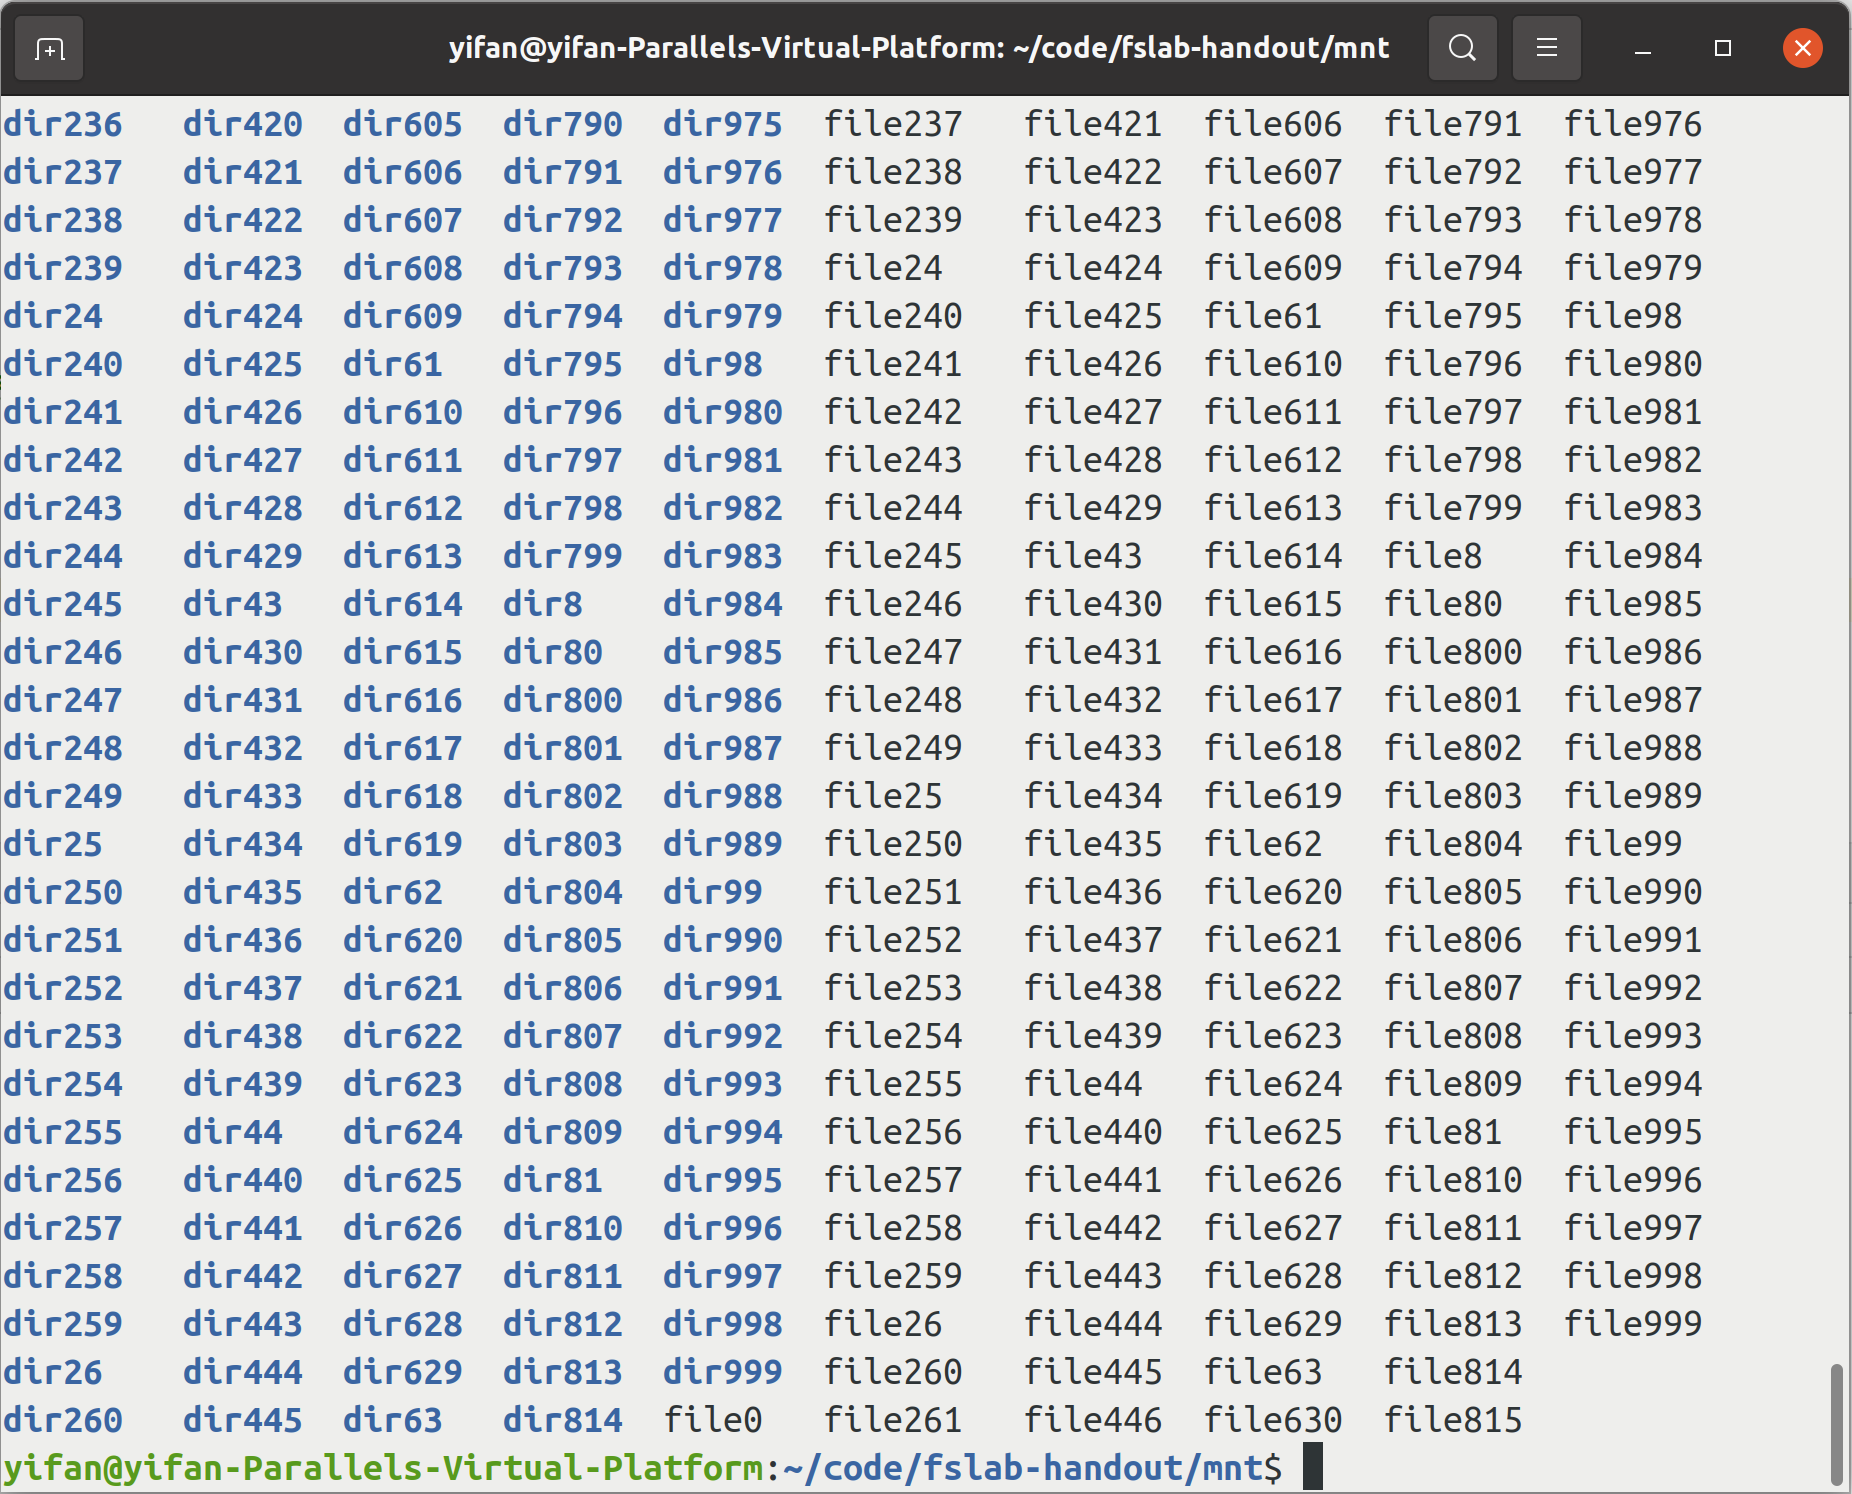 yifan@yifan-Parallels-Virtual-Platform: ~/code/fslab-handout/mnt
dir236 dir420 dir605 dir790 dir975 file237 file421 file606 file791 file976
dir237 dir421 dir606 dir791 dir976 file238 file422 file607 file792 file977
dir238 dir422 dir607 dir792 dir977 file239 file423 file608 file793 file978
dir239 dir423 dir608 dir793 dir978 file24 file424 file609 file794 file979
dir24 dir424 dir609 dir794 dir979 file240 file425 file61 file795 file98
dir240 dir425 dir61 dir795 dir98 file241 file426 file610 file796 file980
dir241 dir426 dir610 dir796 dir980 file242 file427 file611 file797 file981
dir242 dir427 dir611 dir797 dir981 file243 file428 file612 file798 file982
dir243 dir428 dir612 dir798 dir982 file244 file429 file613 file799 file983
dir244 dir429 dir613 dir799 dir983 file245 file43 file614 file8 file984
dir245 dir43 dir614 dir8 dir984 file246 file430 file615 file80 file985
dir246 dir430 dir615 dir80 dir985 file247 file431 file616 file800 file986
dir247 dir431 dir616 dir800 dir986 file248 file432 file617 file801 file987
dir248 dir432 dir617 dir801 dir987 file249 file433 file618 file802 file988
dir249 dir433 dir618 dir802 dir988 file25 file434 file619 file803 file989
dir25 dir434 dir619 dir803 dir989 file250 file435 file62 file804 file99
dir250 dir435 dir62 dir804 dir99 file251 file436 file620 file805 file990
dir251 dir436 dir620 dir805 dir990 file252 file437 file621 file806 file991
dir252 dir437 dir621 dir806 dir991 file253 file438 file622 file807 file992
dir253 dir438 dir622 dir807 dir992 file254 file439 file623 file808 file993
dir254 dir439 dir623 dir808 dir993 file255 file44 file624 file809 file994
dir255 dir44 dir624 dir809 dir994 file256 file440 file625 file81 file995
dir256 dir440 dir625 dir81 dir995 file257 file441 file626 file810 file996
dir257 dir441 dir626 dir810 dir996 file258 file442 file627 file811 file997
dir258 dir442 dir627 dir811 dir997 file259 file443 file628 file812 file998
dir259 dir443 dir628 dir812 dir998 file26 file444 file629 file813 file999
dir26 dir444 dir629 dir813 dir999 file260 file445 file63 file814
dir260 dir445 dir63 dir814 file0 file261 file446 file630 file815
yifan@yifan-Parallels-Virtual-Platform:~/code/fslab-handout/mnt$